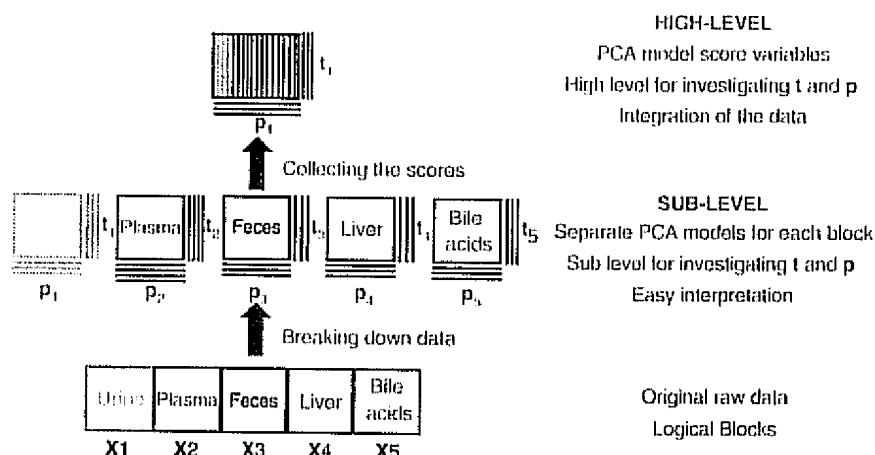 HIGH-LEVEL
PCA model score variables
High level for investigating t and p
Integration of the data
t1
p1
Collecting the scores
t1 Plasma t2 Feces t3 Liver t4 Bile acids t5
p1 p2 p3 p4 p5
SUB-LEVEL
Separate PCA models for each block
Sub level for investigating t and p
Easy interpretation
Breaking down data
Urine Plasma Feces Liver Bile acids
X1 X2 X3 X4 X5
Original raw data
Logical Blocks